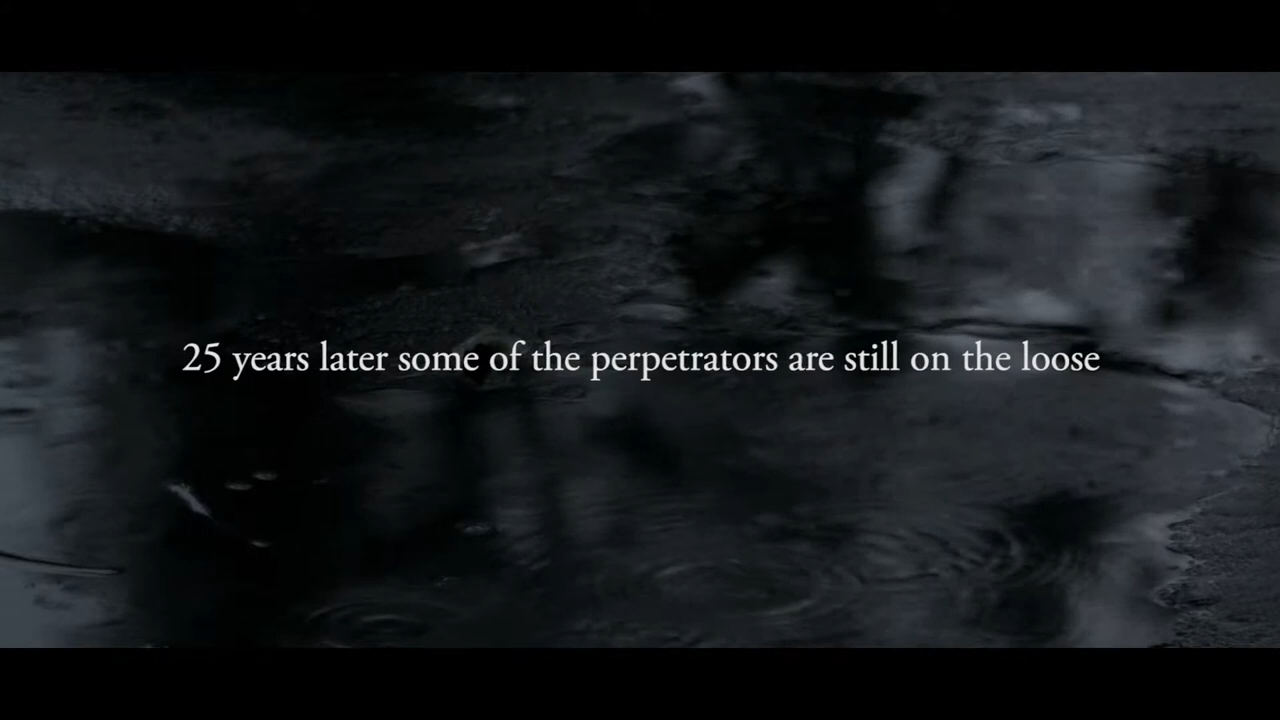 25 years later some of the perpetrators are still on the loose